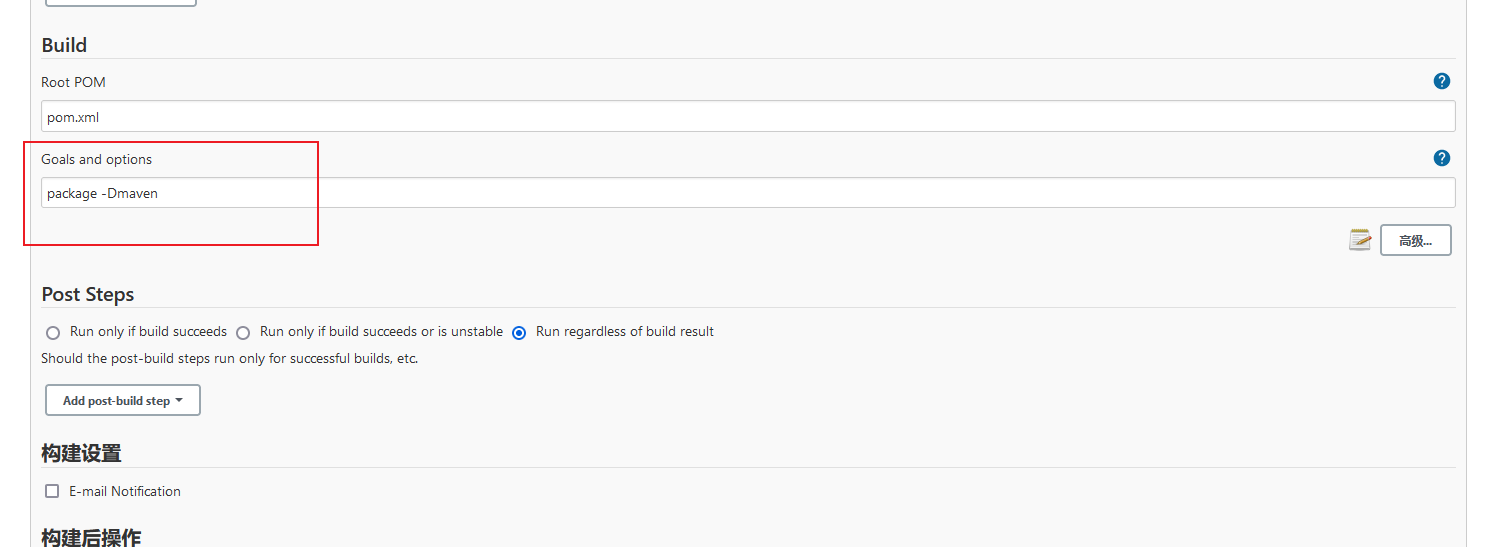 Build
Root POM
?
pom.xml
Goals and options
?
package -Dmaven
高级...
Post Steps
Run only if build succeeds Run only if build succeeds or is unstable Run regardless of build result
Should the post-build steps run only for successful builds, etc.
Add post-build step
构建设置
E-mail Notification
构建后操作